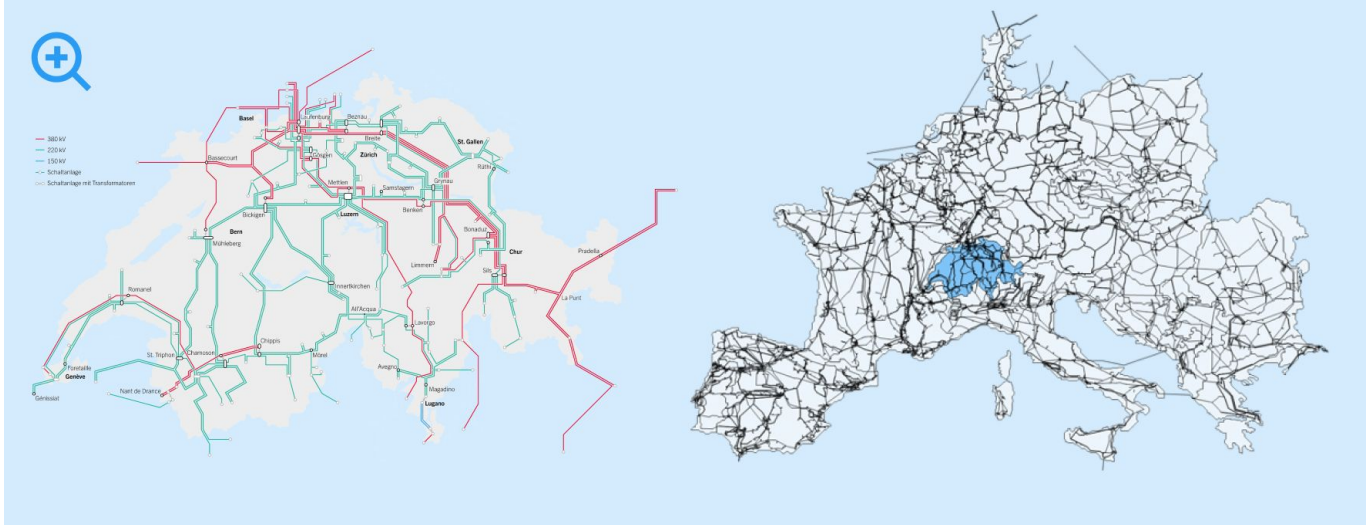 380 kV
220 kV
150 kV
Schaltanlage
Schaltanlage mit Transformatoren
Basel
Laufenburg
Beznau
Breite
St. Gallen
Bassecourt
Gösgen
Zürich
Rüthi
Mettlen
Samstagern
Grynau
Benken
Bickigen
Luzern
Bern
Mühleberg
Bonaduz
Chur
Limmern
Pradella
Sils
Innertkirchen
La Punt
Romanel
All'Acqua
Lavorgo
Chippis
St. Triphon
Chamoson
Mörel
Foretaille
Genève
Avegno
Nant de Drance
Magadino
Génissiat
Lugano